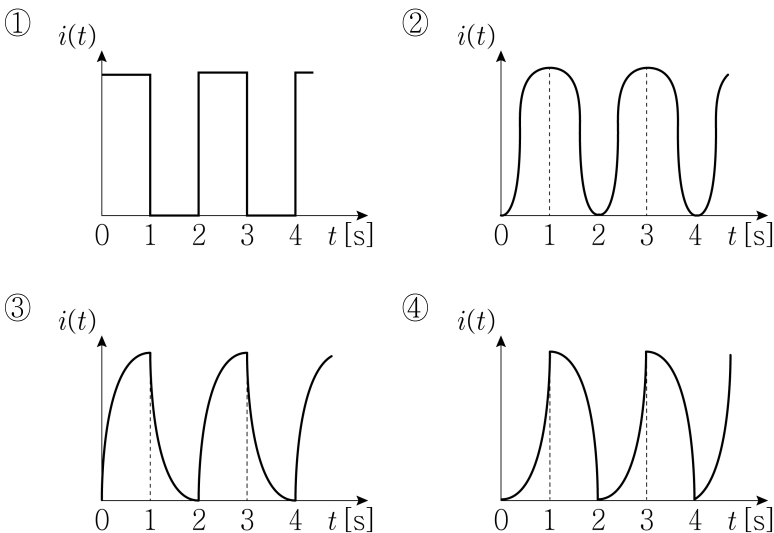 ① i(t)
0 1 2 3 4 t [s]
② i(t)
0 1 2 3 4 t [s]
③ i(t)
0 1 2 3 4 t [s]
④ i(t)
0 1 2 3 4 t [s]